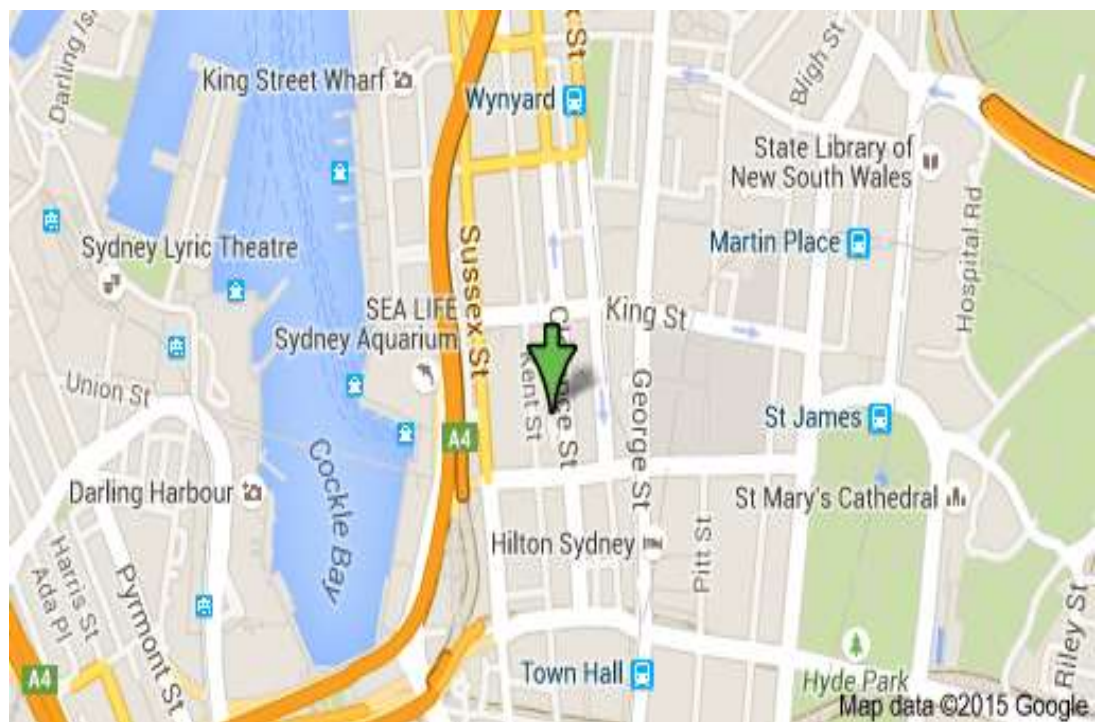 Darling Isl
King Street Wharf
Wynyard
St
Bligh St
State Library of
New South Wales
Hospital Rd
Martin Place
Sydney Lyric Theatre
Sussex St
SEA LIFE
Sydney Aquarium
King St
Union St
Kent St
George St
St James
A4
Darling Harbour
Cockle Bay
St Mary's Cathedral
Hilton Sydney
Pitt St
Harris St
Ada Pl
Pyrmont St
Riley St
A4
Town Hall
Hyde Park
Map data ©2015 Google